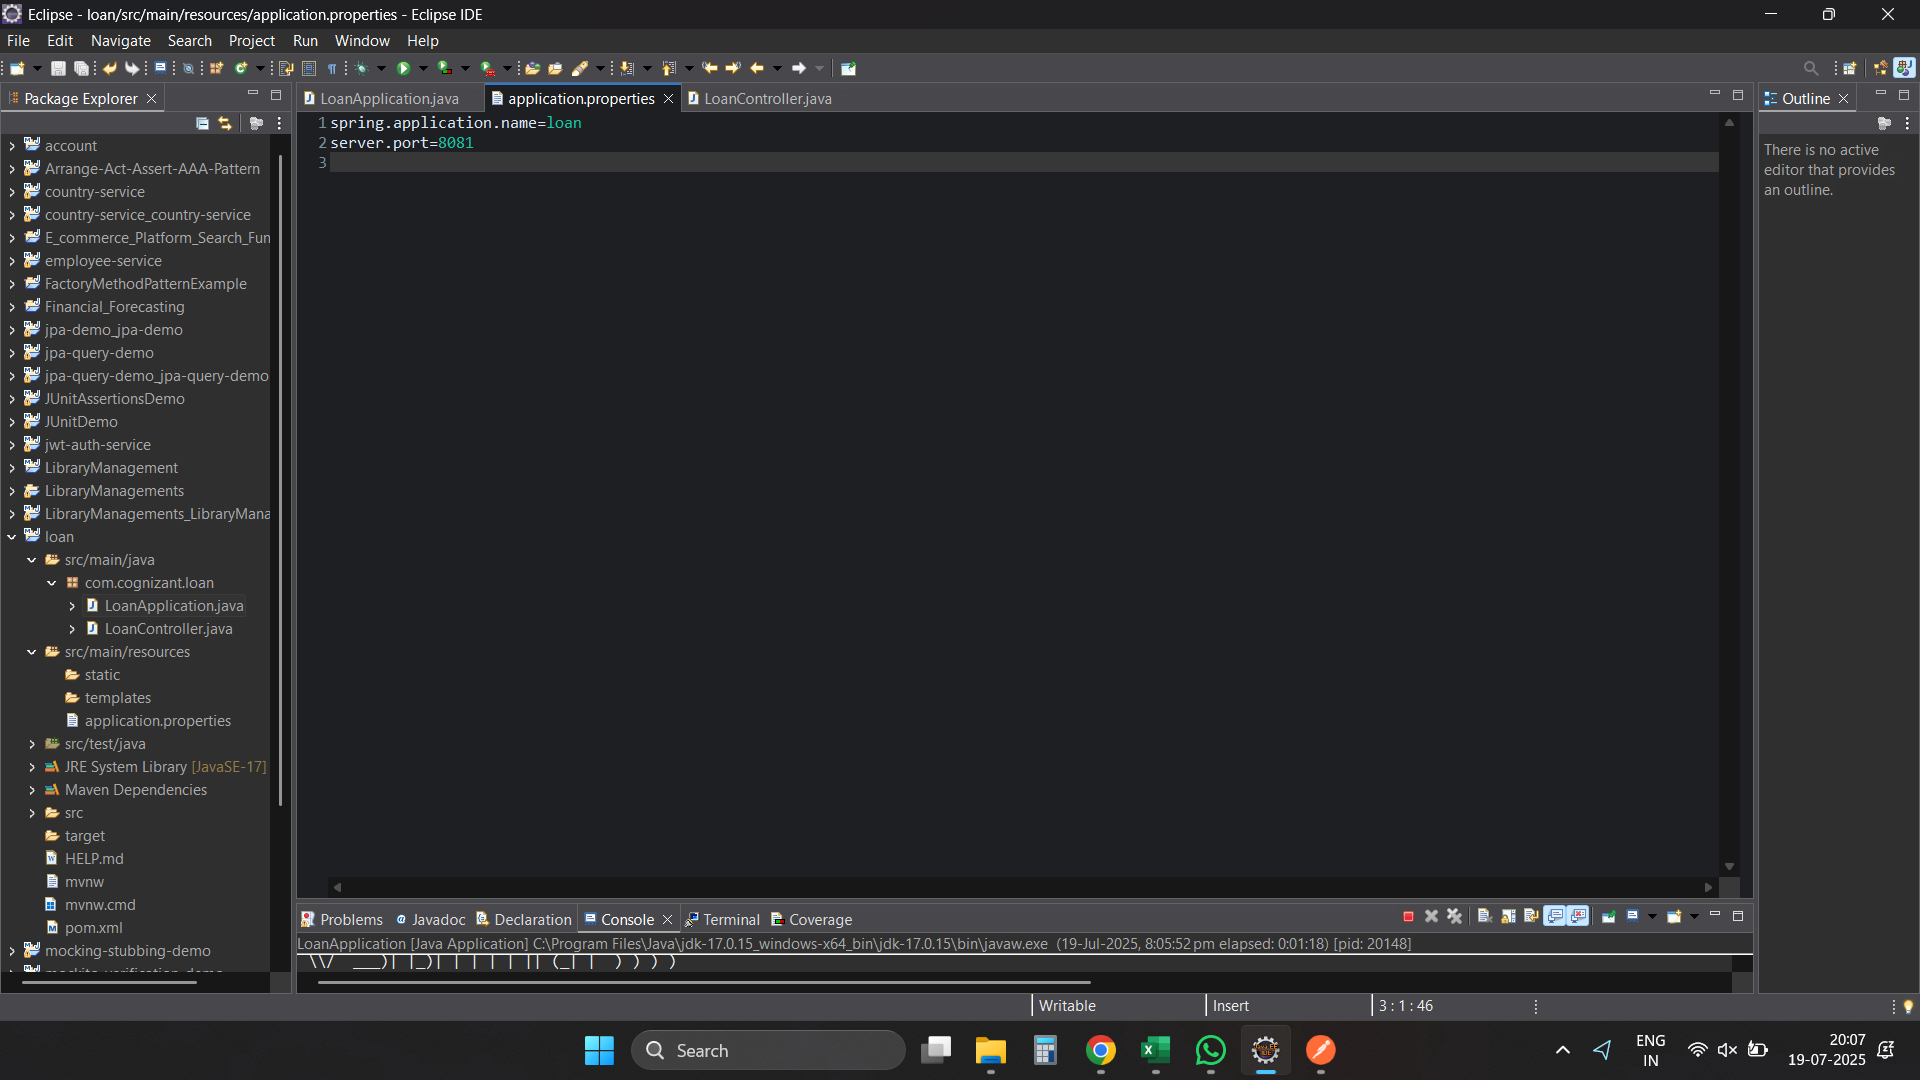 Eclipse - loan/src/main/resources/application.properties - Eclipse IDE
File Edit Navigate Search Project Run Window Help
Package Explorer
account
Arrange-Act-Assert-AAA-Pattern
country-service
country-service_country-service
E_commerce_Platform_Search_Fun
employee-service
FactoryMethodPatternExample
Financial_Forecasting
jpa-demo_jpa-demo
jpa-query-demo
jpa-query-demo_jpa-query-demo
JUnitAssertionsDemo
JUnitDemo
jwt-auth-service
LibraryManagement
LibraryManagements
LibraryManagements_LibraryMana
loan
src/main/java
com.cognizant.loan
LoanApplication.java
LoanController.java
src/main/resources
static
templates
application.properties
src/test/java
JRE System Library [JavaSE-17]
Maven Dependencies
src
target
HELP.md
mvnw
mvnw.cmd
pom.xml
mocking-stubbing-demo
LoanApplication.java application.properties LoanController.java
1 spring.application.name=loan
2 server.port=8081
3
Outline
There is no active
editor that provides
an outline.
Problems Javadoc Declaration Console Terminal Coverage
LoanApplication [Java Application] C:\Program Files\Java\jdk-17.0.15_windows-x64_bin\jdk-17.0.15\bin\javaw.exe (19-Jul-2025, 8:05:52 pm elapsed: 0:01:18) [pid: 20148]
\\/  ___)| |_)| | | | | || (_| |  ) ) ) )
Writable Insert 3 : 1 : 46
Search
ENG
IN
20:07
19-07-2025